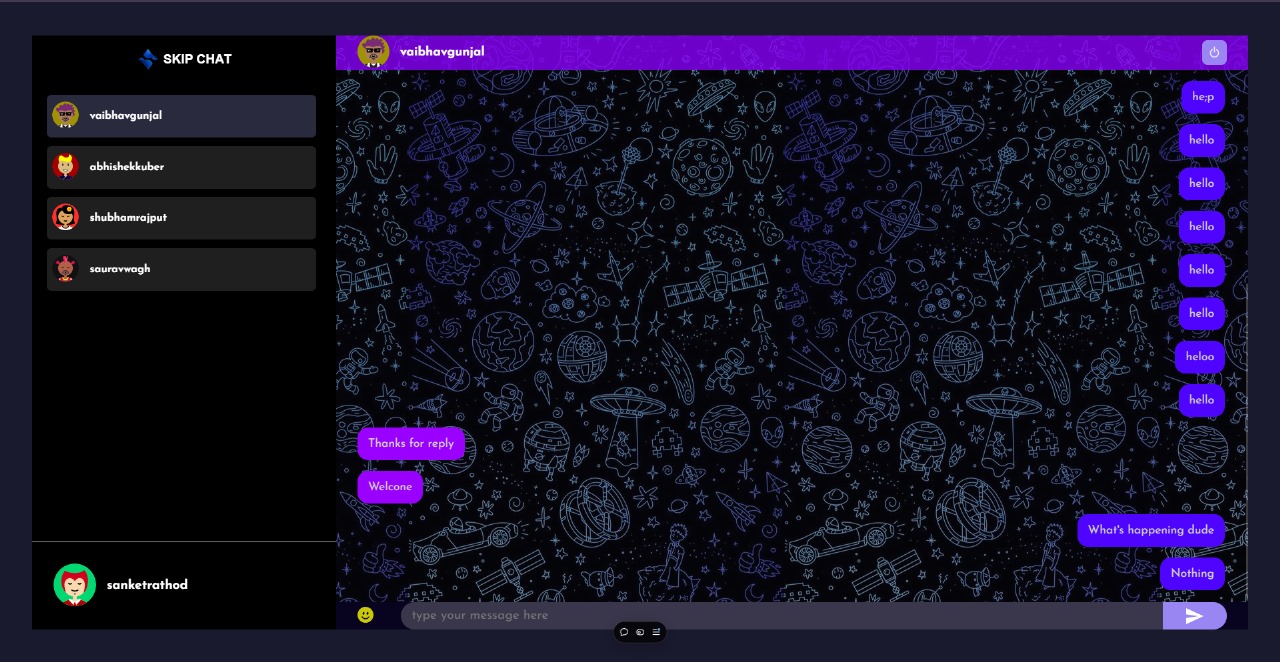 SKIP CHAT
vaibhavgunjal
abhishekkuber
shubhamrajput
sauravwagh
sanketrathod
vaibhavgunjal
he;p
hello
hello
hello
hello
hello
heloo
hello
Thanks for reply
Welcone
What's happening dude
Nothing
type your message here